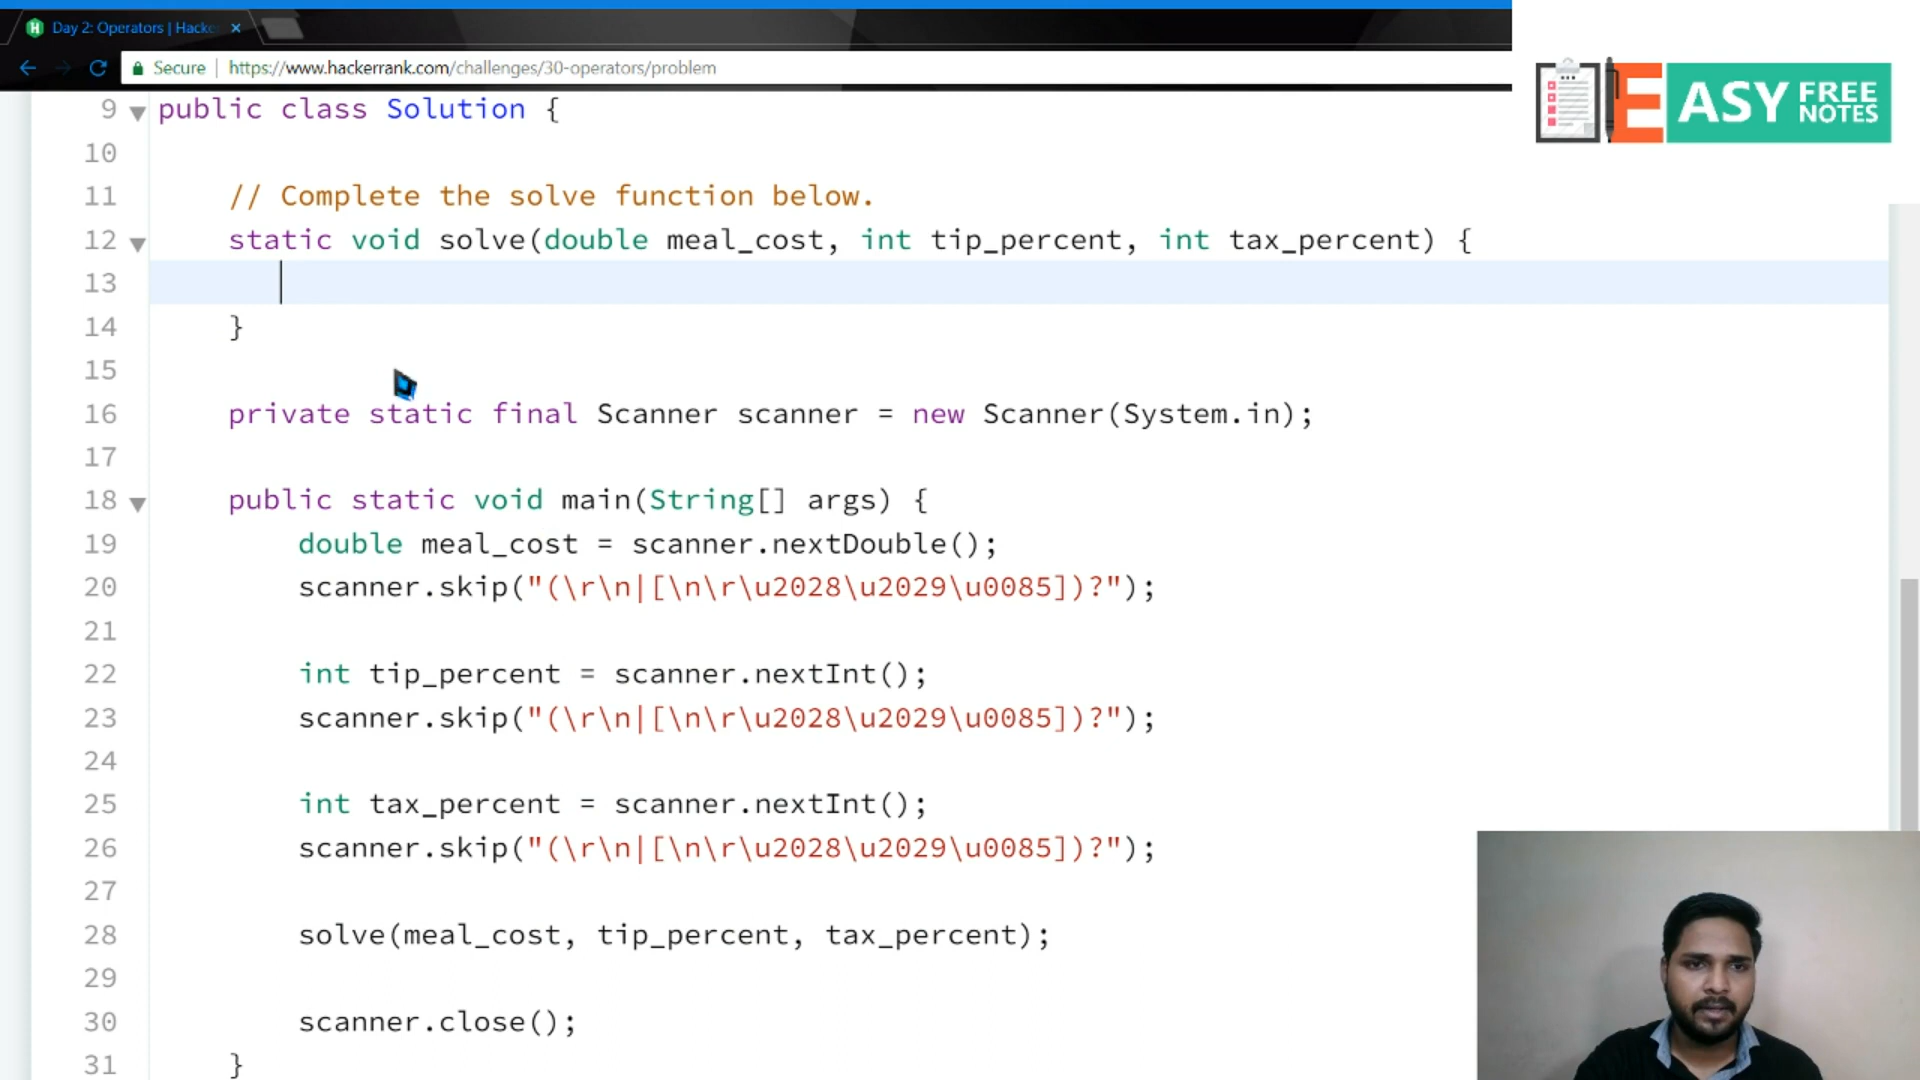 Day 2: Operators | Hacke
Secure | https://www.hackerrank.com/challenges/30-operators/problem
EASY FREE NOTES
9 public class Solution {
10
11 // Complete the solve function below.
12 static void solve(double meal_cost, int tip_percent, int tax_percent) {
13
14 }
15
16 private static final Scanner scanner = new Scanner(System.in);
17
18 public static void main(String[] args) {
19 double meal_cost = scanner.nextDouble();
20 scanner.skip("(\r\n|[\n\r\u2028\u2029\u0085])?");
21
22 int tip_percent = scanner.nextInt();
23 scanner.skip("(\r\n|[\n\r\u2028\u2029\u0085])?");
24
25 int tax_percent = scanner.nextInt();
26 scanner.skip("(\r\n|[\n\r\u2028\u2029\u0085])?");
27
28 solve(meal_cost, tip_percent, tax_percent);
29
30 scanner.close();
31 }